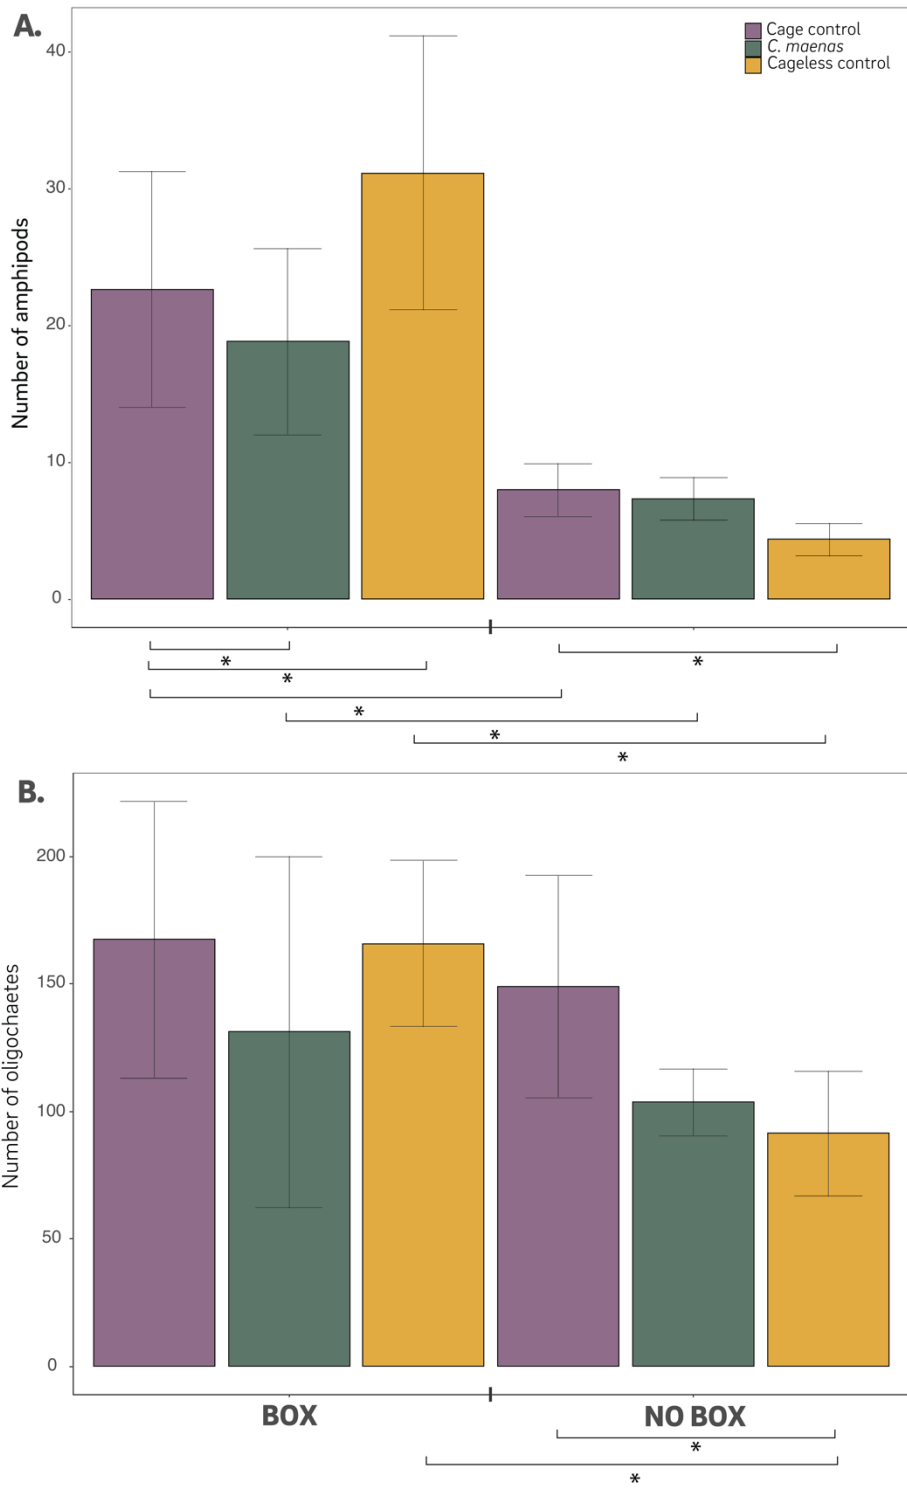 A.
Cage control
C. maenas
Cageless control
Number of amphipods
40
30
20
10
0
*
*
*
*
*
*
B.
Number of oligochaetes
200
150
100
50
0
BOX
NO BOX
*
*